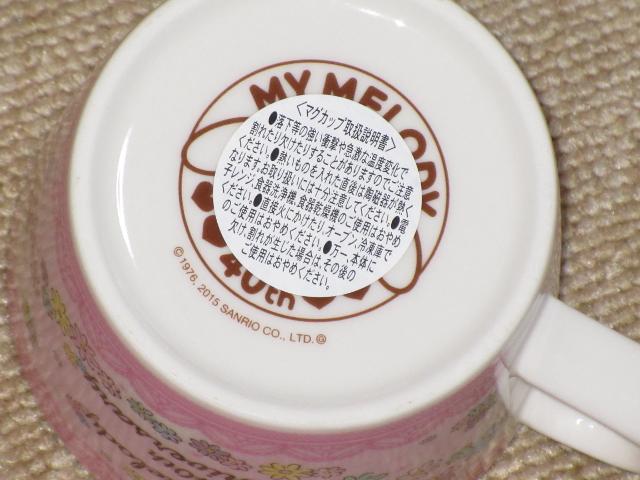 MY MELODY
<マグカップ取扱説明書>
●落下等の強い衝撃や急激な温度変化で
割れたり欠けたりすることがありますのでご注意
ください。●熱いものを入れた直後は陶磁器が熱く
なります。お取り扱いには十分注意してください。●電
子レンジ、食器洗浄機、食器乾燥機のご使用はおやめ
ください。●直接火にかけたり、オーブン、冷凍庫で
のご使用はおやめください。●万一、本体に
欠け、割れが生じた場合は、その後の
ご使用はおやめください。
40th
©1976, 2015 SANRIO CO., LTD.@